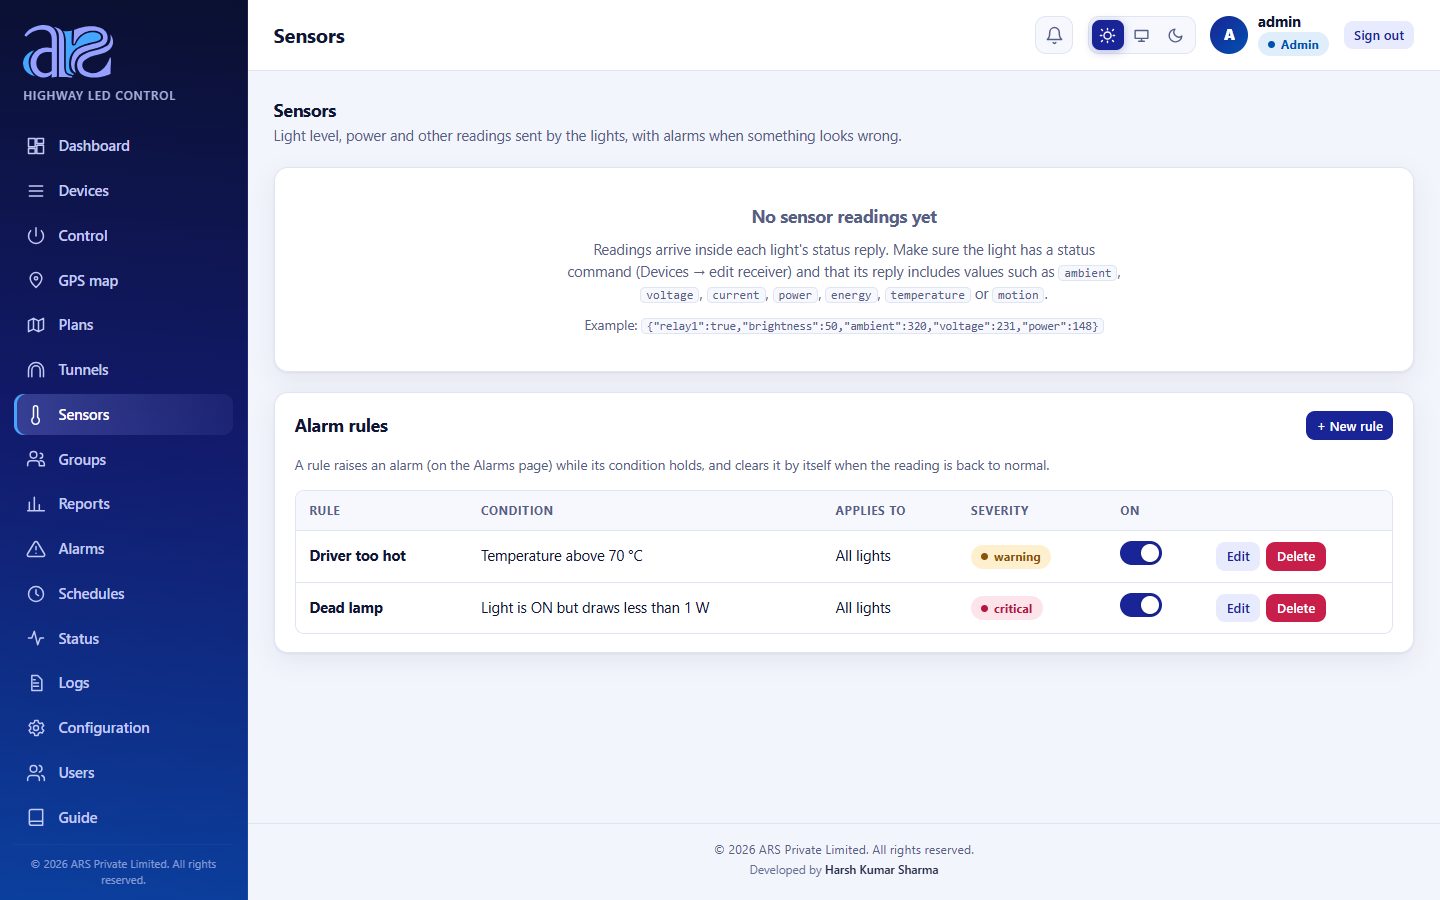 ars
HIGHWAY LED CONTROL
Dashboard
Devices
Control
GPS map
Plans
Tunnels
Sensors
Groups
Reports
Alarms
Schedules
Status
Logs
Configuration
Users
Guide
© 2026 ARS Private Limited. All rights
reserved.
Sensors
A
admin
Admin
Sign out
Sensors
Light level, power and other readings sent by the lights, with alarms when something looks wrong.
No sensor readings yet
Readings arrive inside each light's status reply. Make sure the light has a status
command (Devices → edit receiver) and that its reply includes values such as ambient,
voltage, current, power, energy, temperature or motion.
Example: {"relay1":true,"brightness":50,"ambient":320,"voltage":231,"power":148}
Alarm rules
+ New rule
A rule raises an alarm (on the Alarms page) while its condition holds, and clears it by itself when the reading is back to normal.
RULE CONDITION APPLIES TO SEVERITY ON
Driver too hot Temperature above 70 °C All lights warning Edit Delete
Dead lamp Light is ON but draws less than 1 W All lights critical Edit Delete
© 2026 ARS Private Limited. All rights reserved.
Developed by Harsh Kumar Sharma